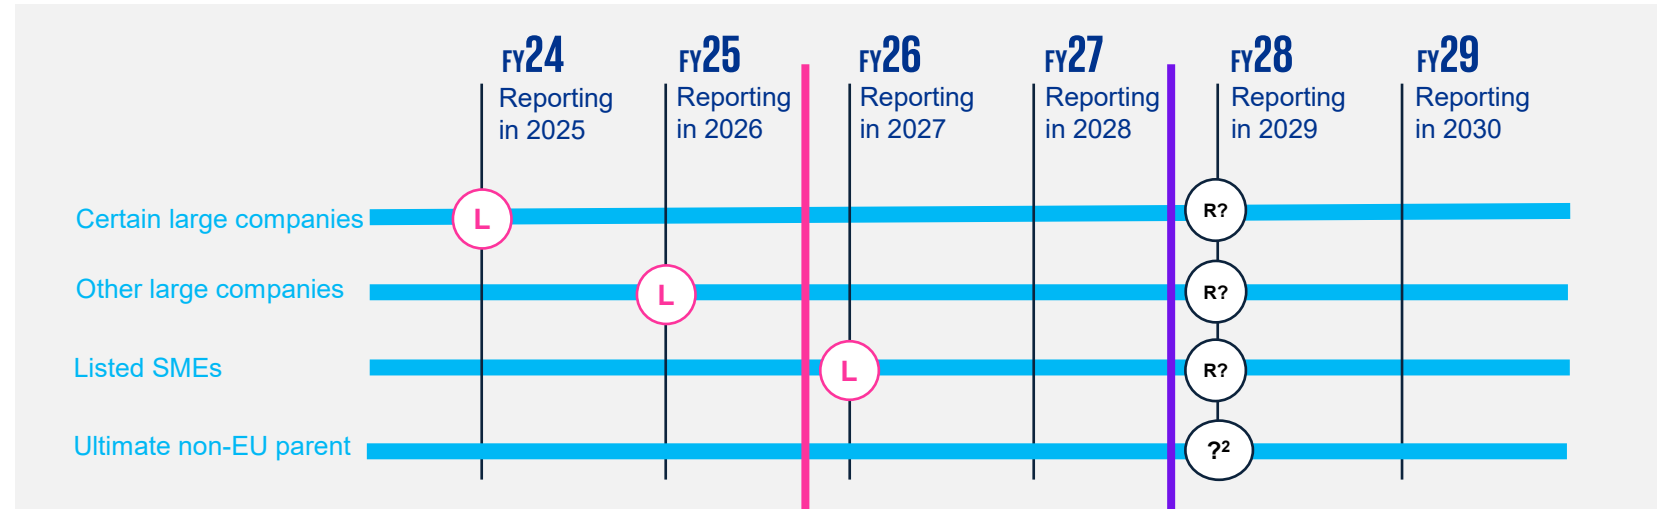 FY24
Reporting
in 2025
FY25
Reporting
in 2026
FY26
Reporting
in 2027
FY27
Reporting
in 2028
FY28
Reporting
in 2029
FY29
Reporting
in 2030
Certain large companies
L
R?
Other large companies
L
R?
Listed SMEs
L
R?
Ultimate non-EU parent
?²